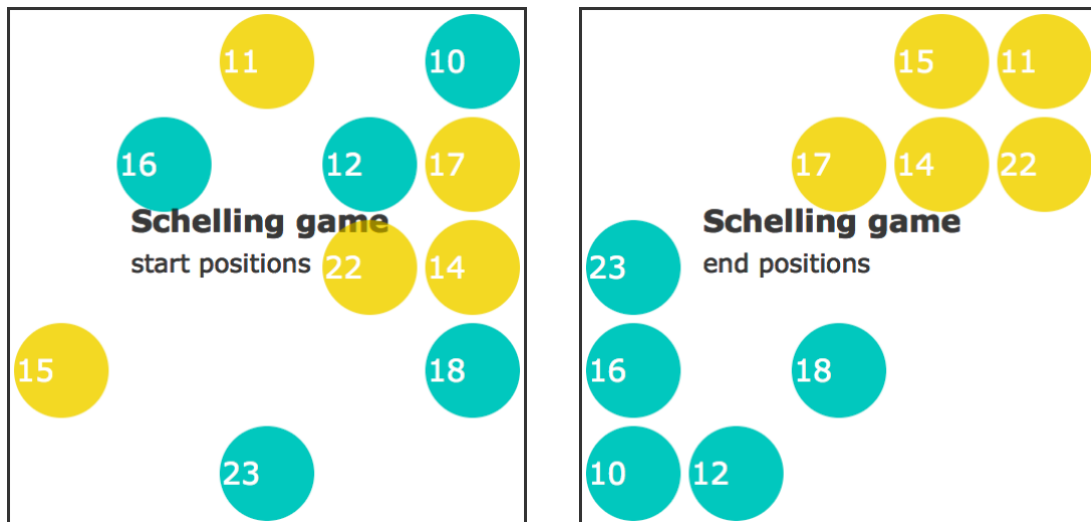 11 10
16 12 17
Schelling game
start positions
22 14
15 18
23
15 11
17 14 22
Schelling game
23
end positions
16 18
10 12